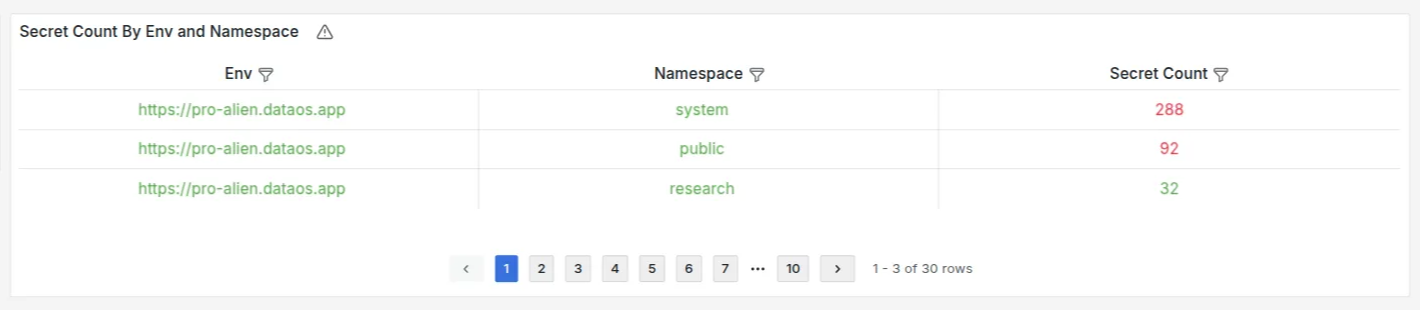 Secret Count By Env and Namespace
Env Namespace Secret Count
https://pro-alien.dataos.app system 288
https://pro-alien.dataos.app public 92
https://pro-alien.dataos.app research 32
‹ 1 2 3 4 5 6 7 ••• 10 › 1 - 3 of 30 rows